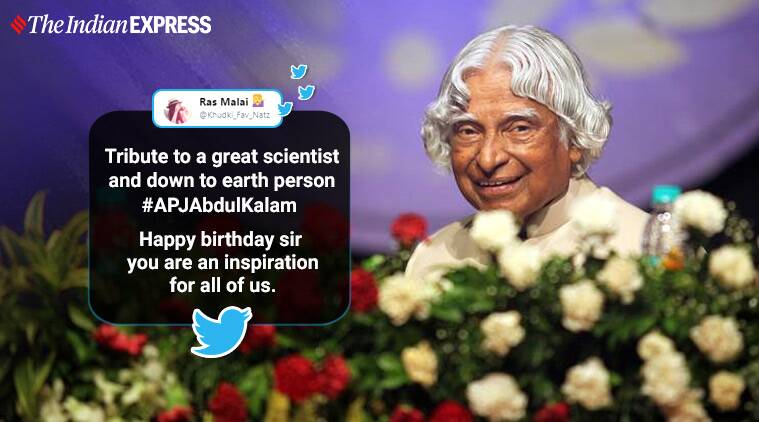 The Indian EXPRESS
Ras Malai
@Khudki_Fav_Natz
Tribute to a great scientist
and down to earth person
#APJAbdulKalam
Happy birthday sir
you are an inspiration
for all of us.